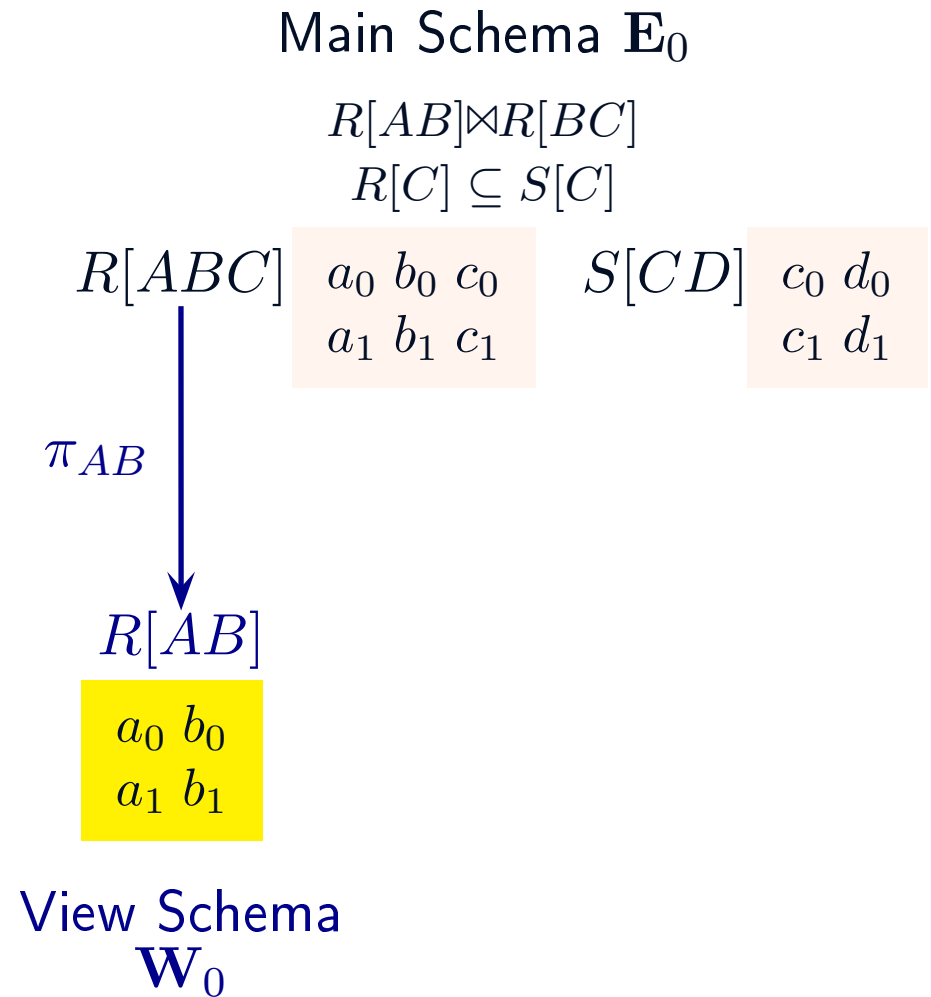 Main Schema E₀
R[AB]⋈R[BC]
R[C] ⊆ S[C]
R[ABC] a₀ b₀ c₀ S[CD] c₀ d₀
a₁ b₁ c₁ c₁ d₁
π_AB
R[AB]
a₀ b₀
a₁ b₁
View Schema
W₀